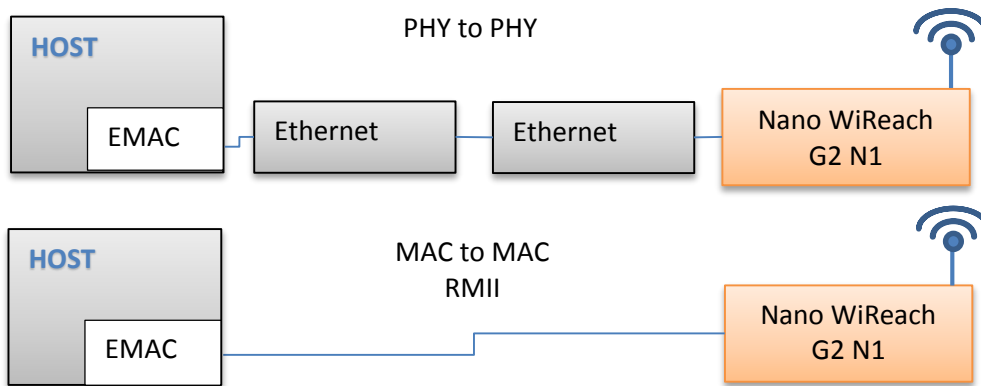 PHY to PHY
HOST
EMAC
Ethernet
Ethernet
Nano WiReach
G2 N1
MAC to MAC
RMII
HOST
EMAC
Nano WiReach
G2 N1